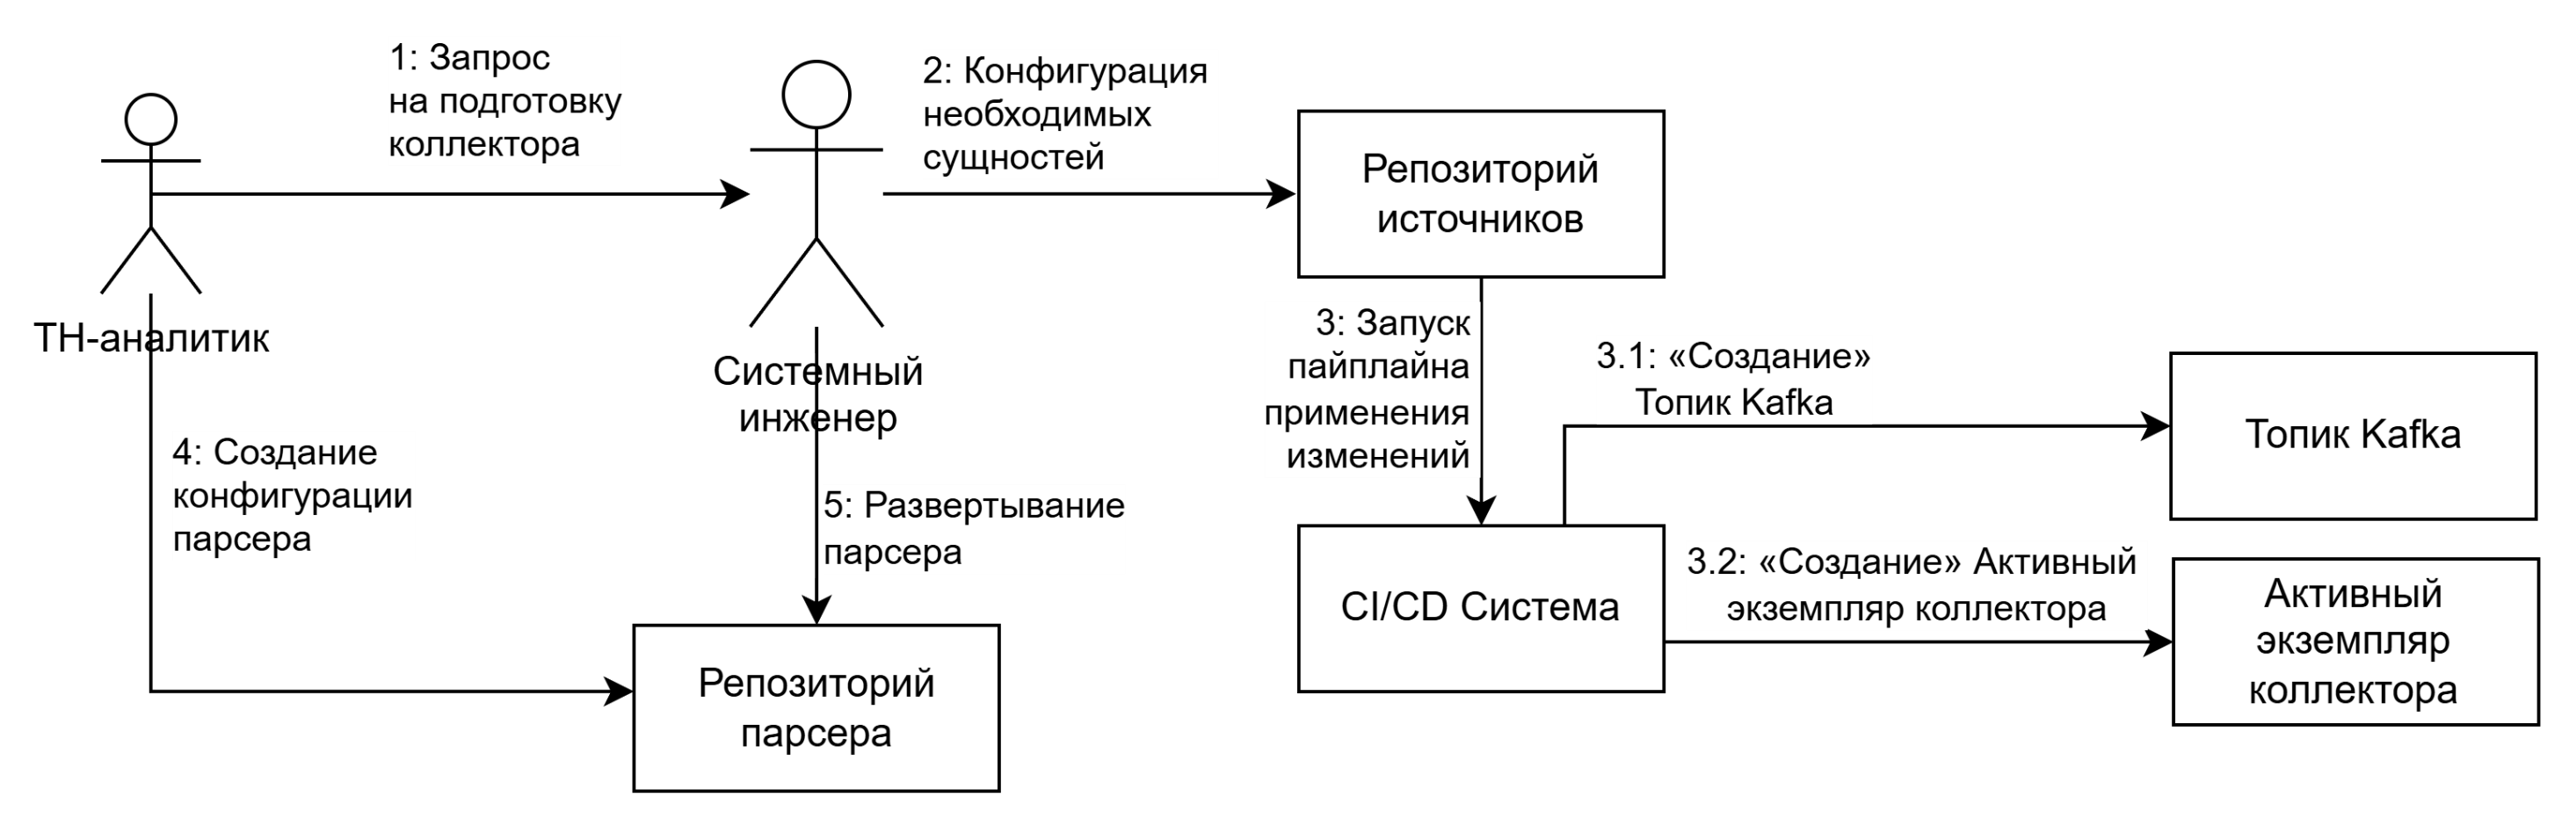 1: Запрос
на подготовку
коллектора
2: Конфигурация
необходимых
сущностей
Репозиторий
источников
ТН-аналитик
Системный
инженер
3: Запуск
пайплайна
применения
изменений
3.1: «Создание»
Топик Kafka
Топик Kafka
4: Создание
конфигурации
парсера
5: Развертывание
парсера
CI/CD Система
3.2: «Создание» Активный
экземпляр коллектора
Активный
экземпляр
коллектора
Репозиторий
парсера